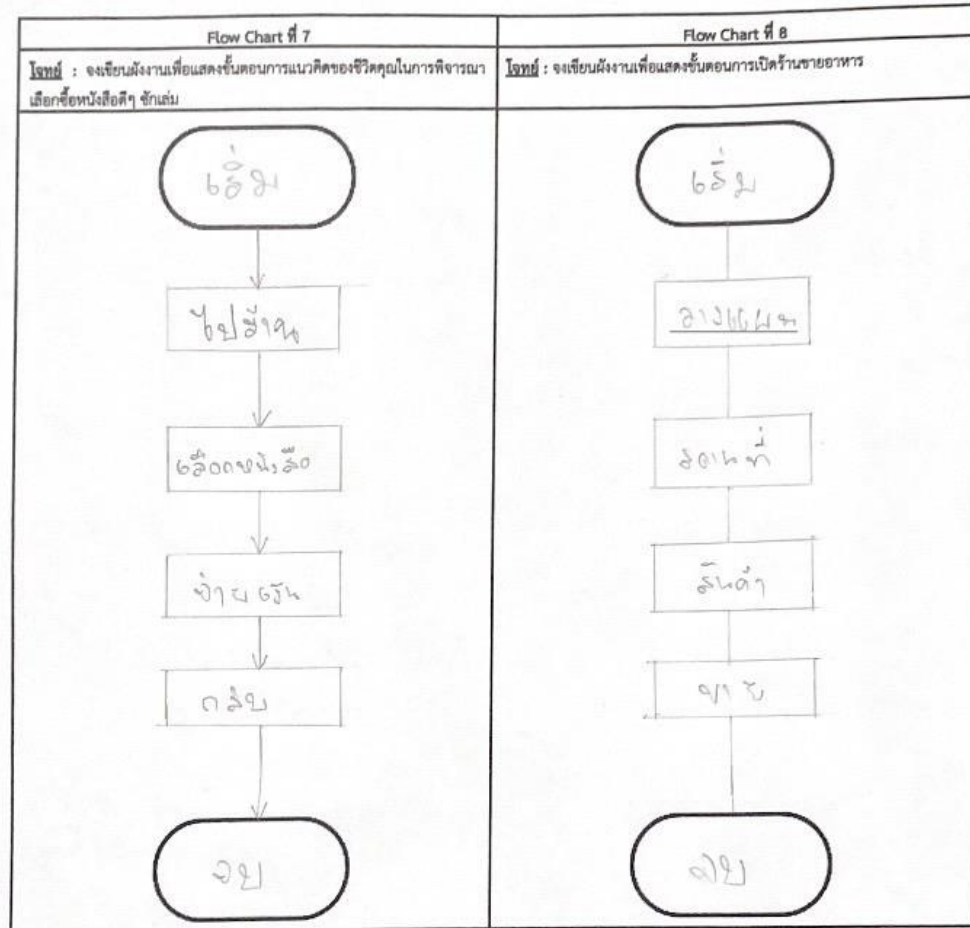 Flow Chart ที่ 7
โจทย์ : จงเขียนผังงานเพื่อแสดงขั้นตอนการแนวคิดของชีวิตคุณในการพิจารณา
เลือกซื้อหนังสือดีๆ ซักเล่ม
เริ่ม
ไปร้าน
เลือกหนังสือ
จ่ายเงิน
กลับ
จบ
Flow Chart ที่ 8
โจทย์ : จงเขียนผังงานเพื่อแสดงขั้นตอนการเปิดร้านขายอาหาร
เริ่ม
วางแผน
สถานที่
สินค้า
ขาย
จบ